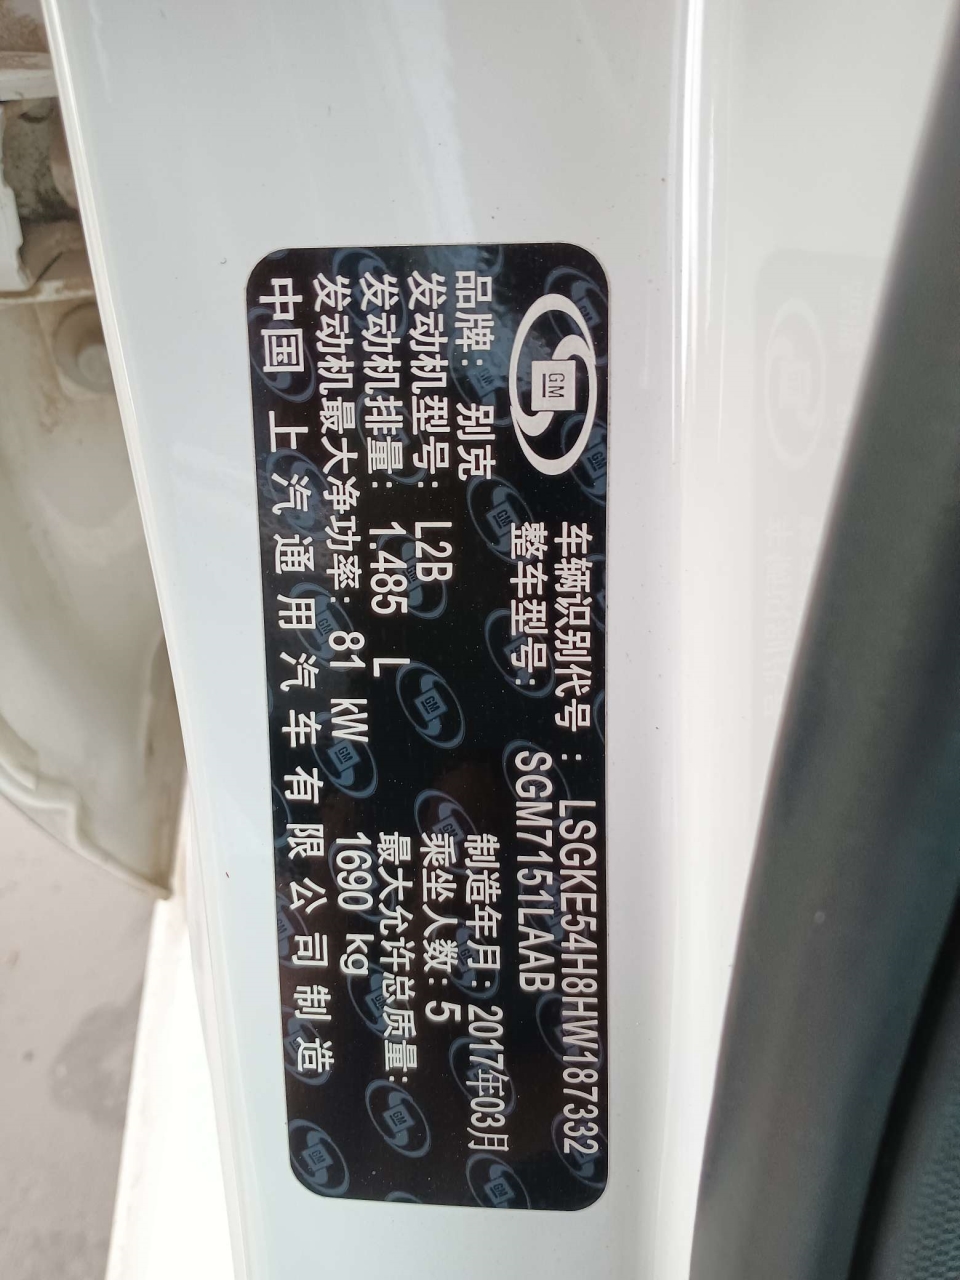 GM
车辆识别代号：LSGKE54H8HW187332
整车型号：SGM7151LAAB
品牌：别克
制造年月：2017年03月
发动机型号：L2B
乘坐人数：5
发动机排量：1.485 L
最大允许总质量：
发动机最大净功率：81 kW
1690 kg
中国 上汽通用汽车有限公司制造